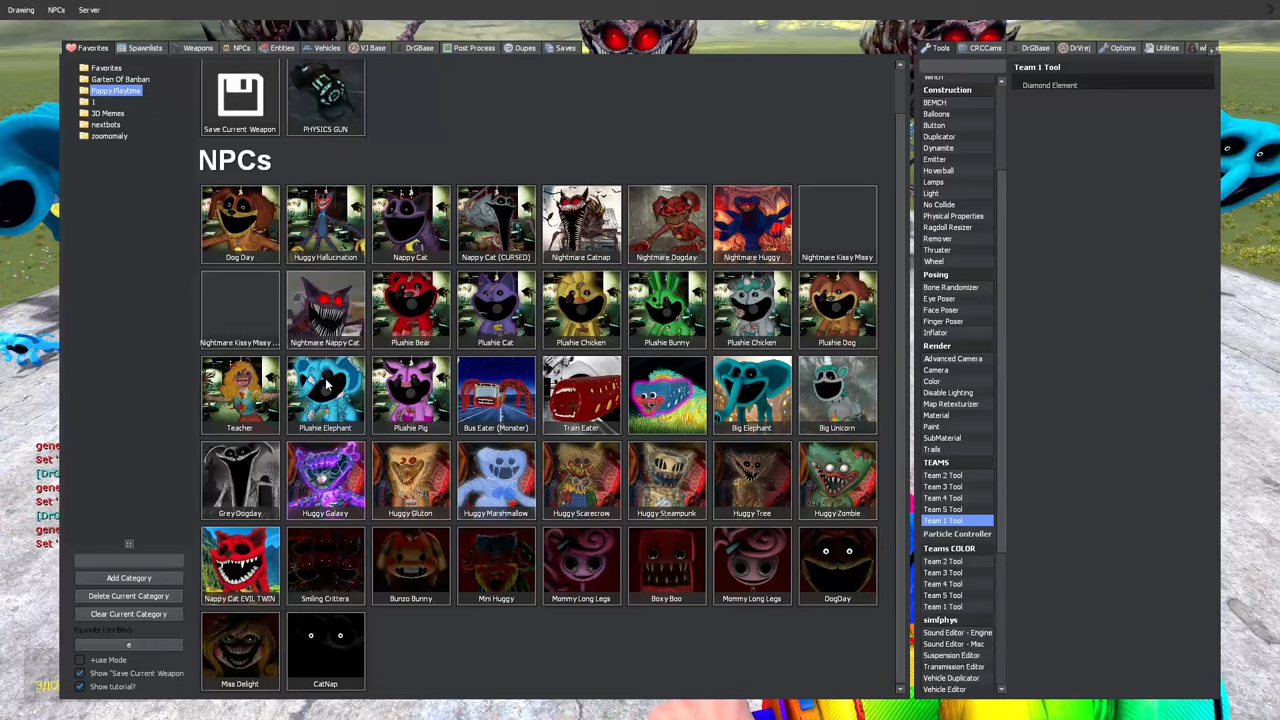 Drawing NPCs Server
Favorites Spawnlists Weapons NPCs Entities Vehicles VJ Base DrGBase Post Process Dupes Saves
Tools CRCCams DrGBase DrVrej Options Utilities
Favorites
Garten Of Banban
Poppy Playtime
1
3D Memes
nextbots
zoomomaly
Save Current Weapon PHYSICS GUN
NPCs
Dog Day Huggy Hallucination Nappy Cat Nappy Cat (CURSED) Nightmare Catnap Nightmare Dogday Nightmare Huggy Nightmare Kissy Missy
Nightmare Kissy Missy ... Nightmare Nappy Cat Plushie Bear Plushie Cat Plushie Chicken Plushie Bunny Plushie Chicken Plushie Dog
Teacher Plushie Elephant Plushie Pig Bus Eater (Monster) Train Eater Big Elephant Big Unicorn
Grey Dogday Huggy Galaxy Huggy Gluton Huggy Marshmallow Huggy Scarecrow Huggy Steampunk Huggy Tree Huggy Zombie
Nappy Cat EVIL TWIN Smiling Critters Bunzo Bunny Mini Huggy Mommy Long Legs Boxy Boo Mommy Long Legs DogDay
Miss Delight CatNap
gene
Set '
[DrG
gene
Set '
[DrG
gene
Set '
Add Category
Delete Current Category
Clear Current Category
e
+use Mode
Show "Save Current Weapon
Show tutorial?
Winch
Construction
BEMCH
Balloons
Button
Duplicator
Dynamite
Emitter
Hoverball
Lamps
Light
No Collide
Physical Properties
Ragdoll Resizer
Remover
Thruster
Wheel
Posing
Bone Randomizer
Eye Poser
Face Poser
Finger Poser
Inflator
Render
Advanced Camera
Camera
Color
Disable Lighting
Map Retexturizer
Material
Paint
SubMaterial
Trails
TEAMS
Team 2 Tool
Team 3 Tool
Team 4 Tool
Team 5 Tool
Team 1 Tool
Particle Controller
Teams COLOR
Team 2 Tool
Team 3 Tool
Team 4 Tool
Team 5 Tool
Team 1 Tool
simfphys
Sound Editor - Engine
Sound Editor - Misc
Suspension Editor
Transmission Editor
Vehicle Duplicator
Vehicle Editor
Team 1 Tool
Diamond Element